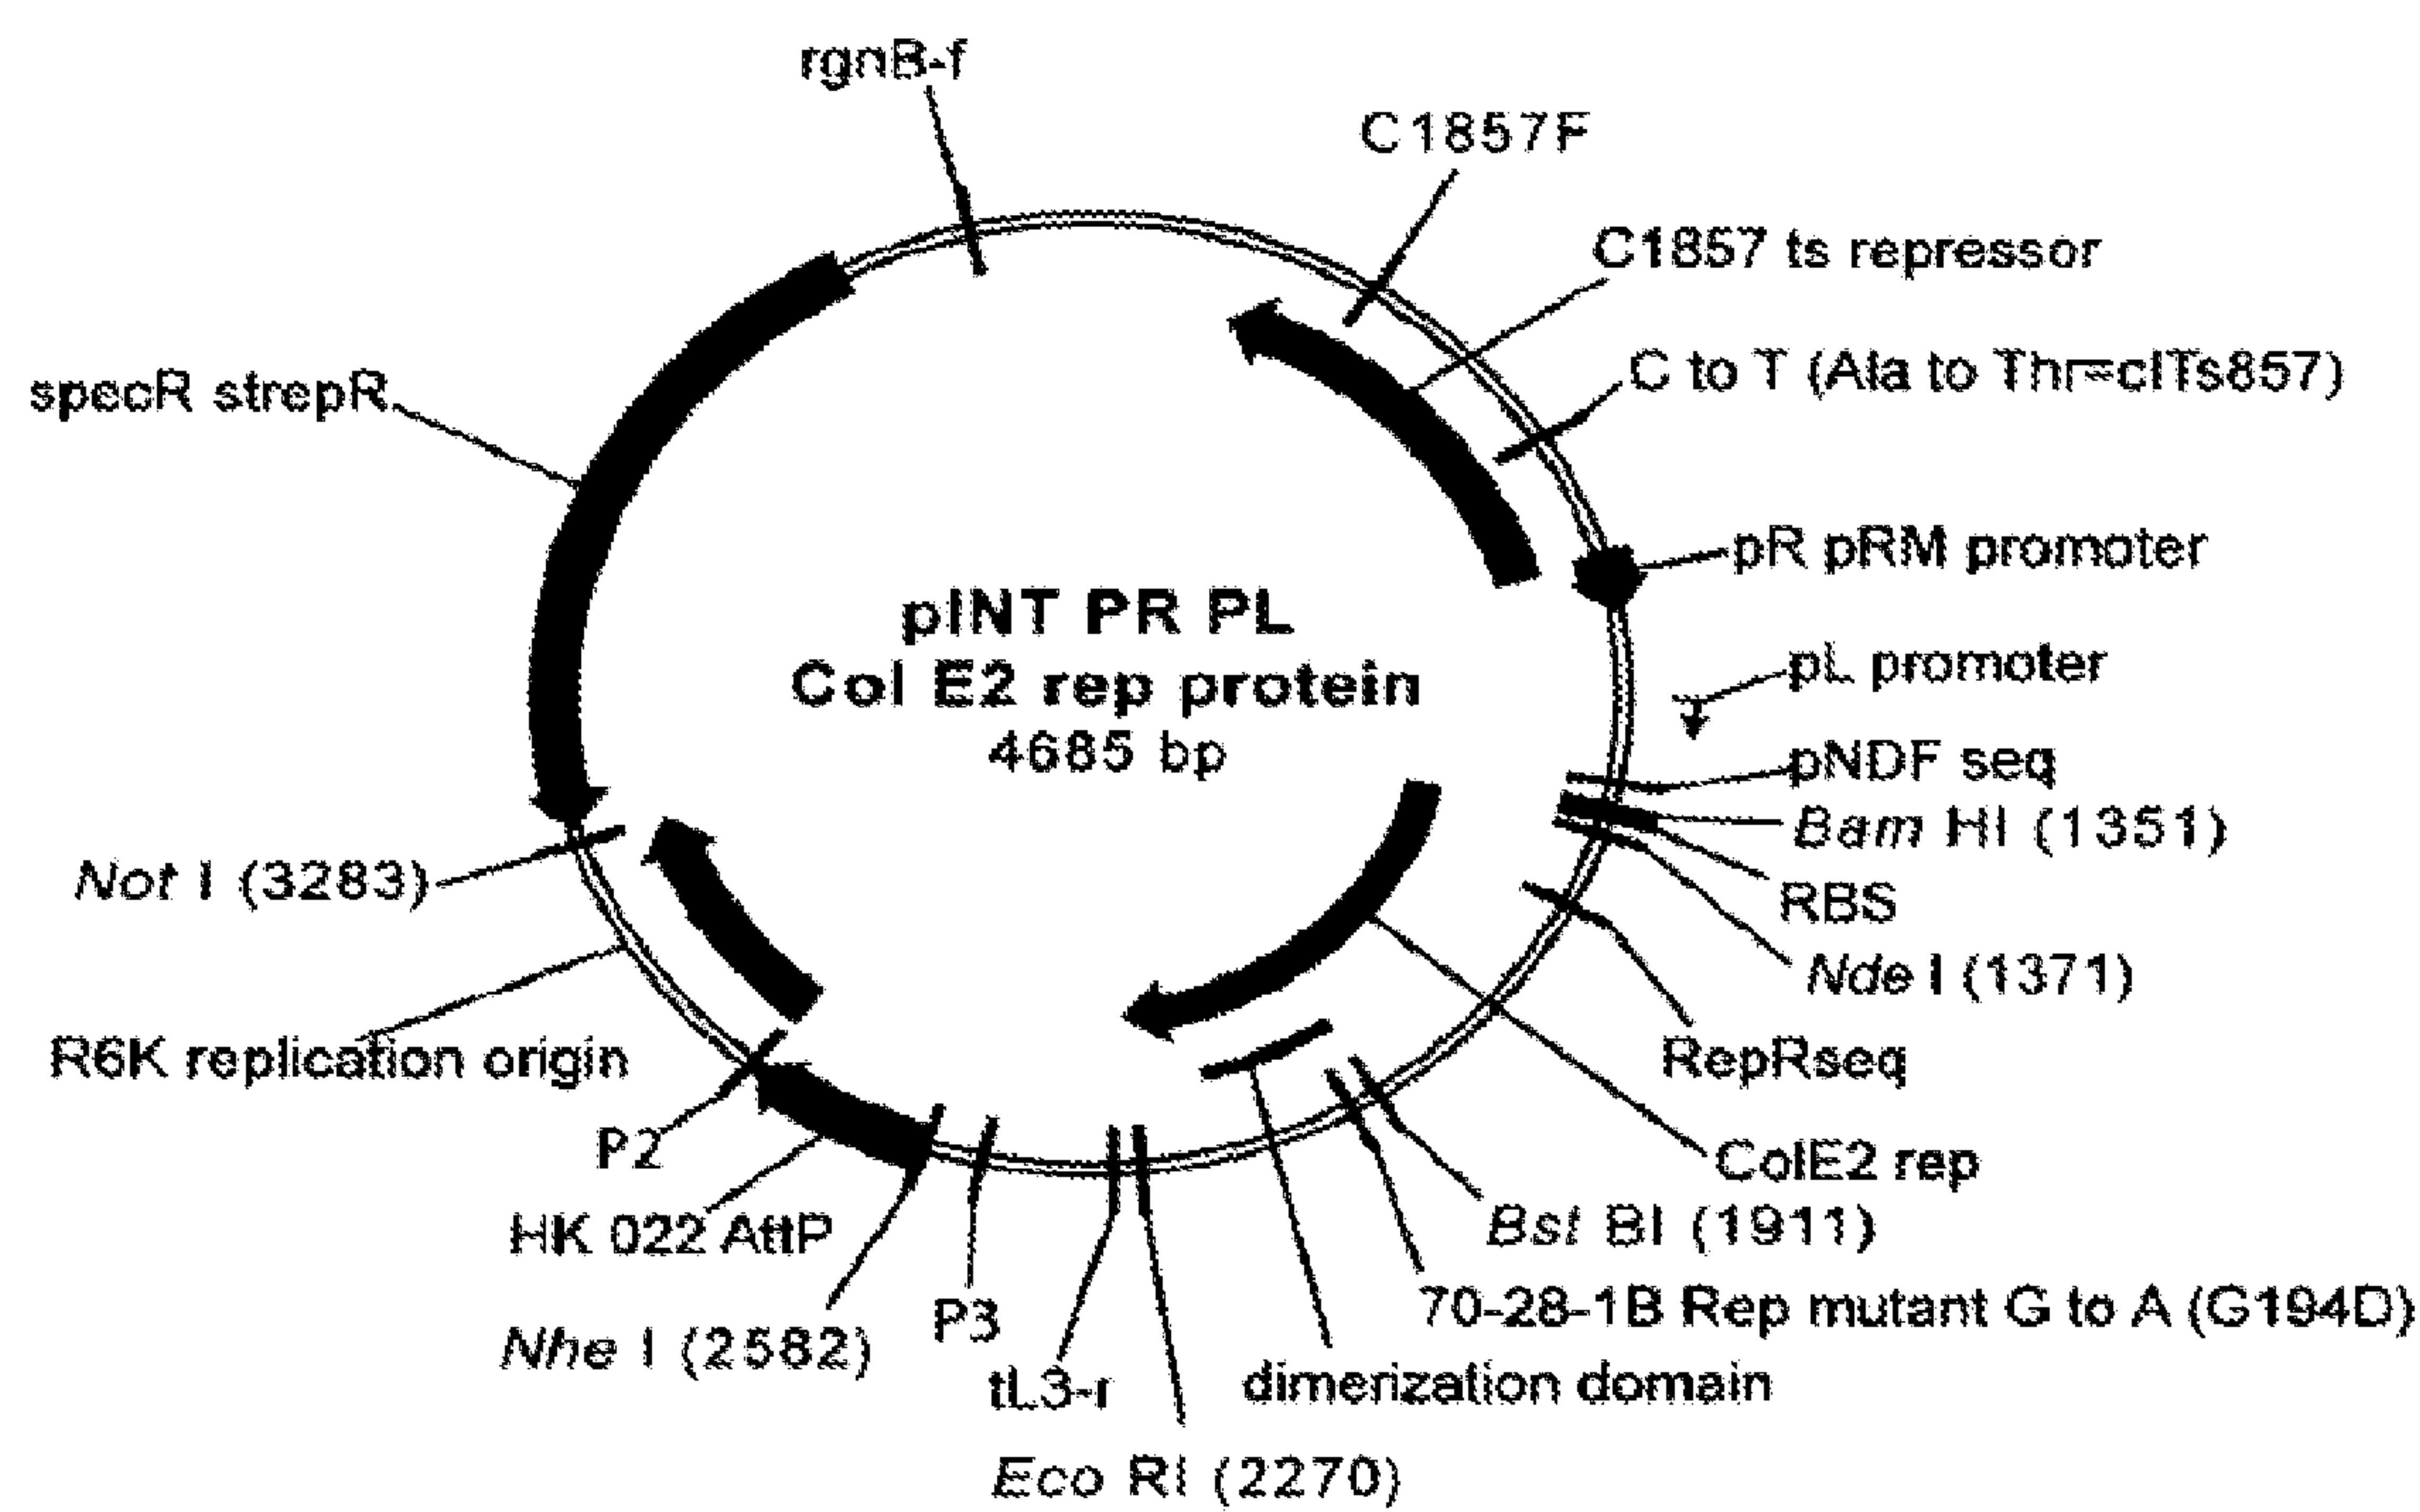 rgnB-f
C1857F
C1857 ts repressor
C to T (Ala to Thr=cITs857)
specR strepR
pR pRM promoter
pINT PR PL
Col E2 rep protein
4685 bp
pL promoter
pNDF seq
Bam HI (1351)
RBS
Not I (3283)
Nde I (1371)
R6K replication origin
RepRseq
P2
ColE2 rep
HK 022 AttP
Bst BI (1911)
P3
70-28-1B Rep mutant G to A (G194D)
Nhe I (2582)
tL3-r
dimerization domain
Eco RI (2270)